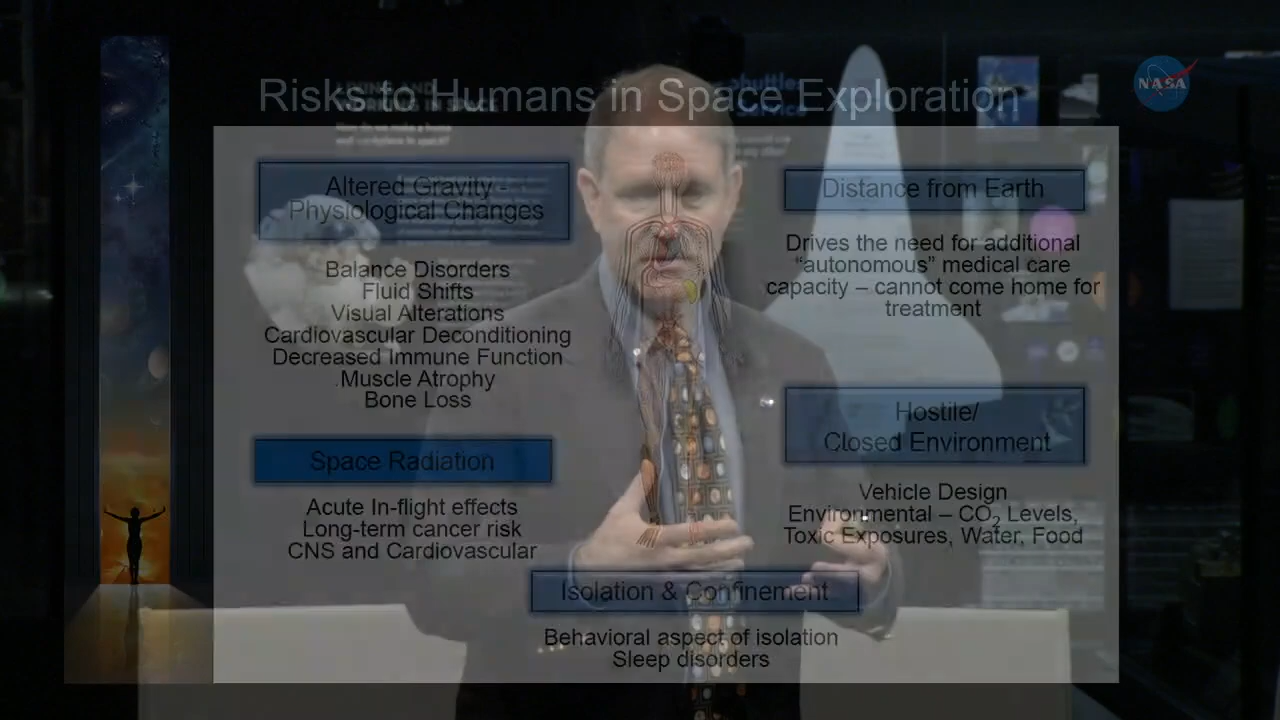 Risks to Humans in Space Exploration
NASA
Altered Gravity -
Physiological Changes
Balance Disorders
Fluid Shifts
Visual Alterations
Cardiovascular Deconditioning
Decreased Immune Function
Muscle Atrophy
Bone Loss
Space Radiation
Acute In-flight effects
Long-term cancer risk
CNS and Cardiovascular
Distance from Earth
Drives the need for additional
“autonomous” medical care
capacity – cannot come home for
treatment
Hostile/
Closed Environment
Vehicle Design
Environmental – CO₂ Levels,
Toxic Exposures, Water, Food
Isolation & Confinement
Behavioral aspect of isolation
Sleep disorders